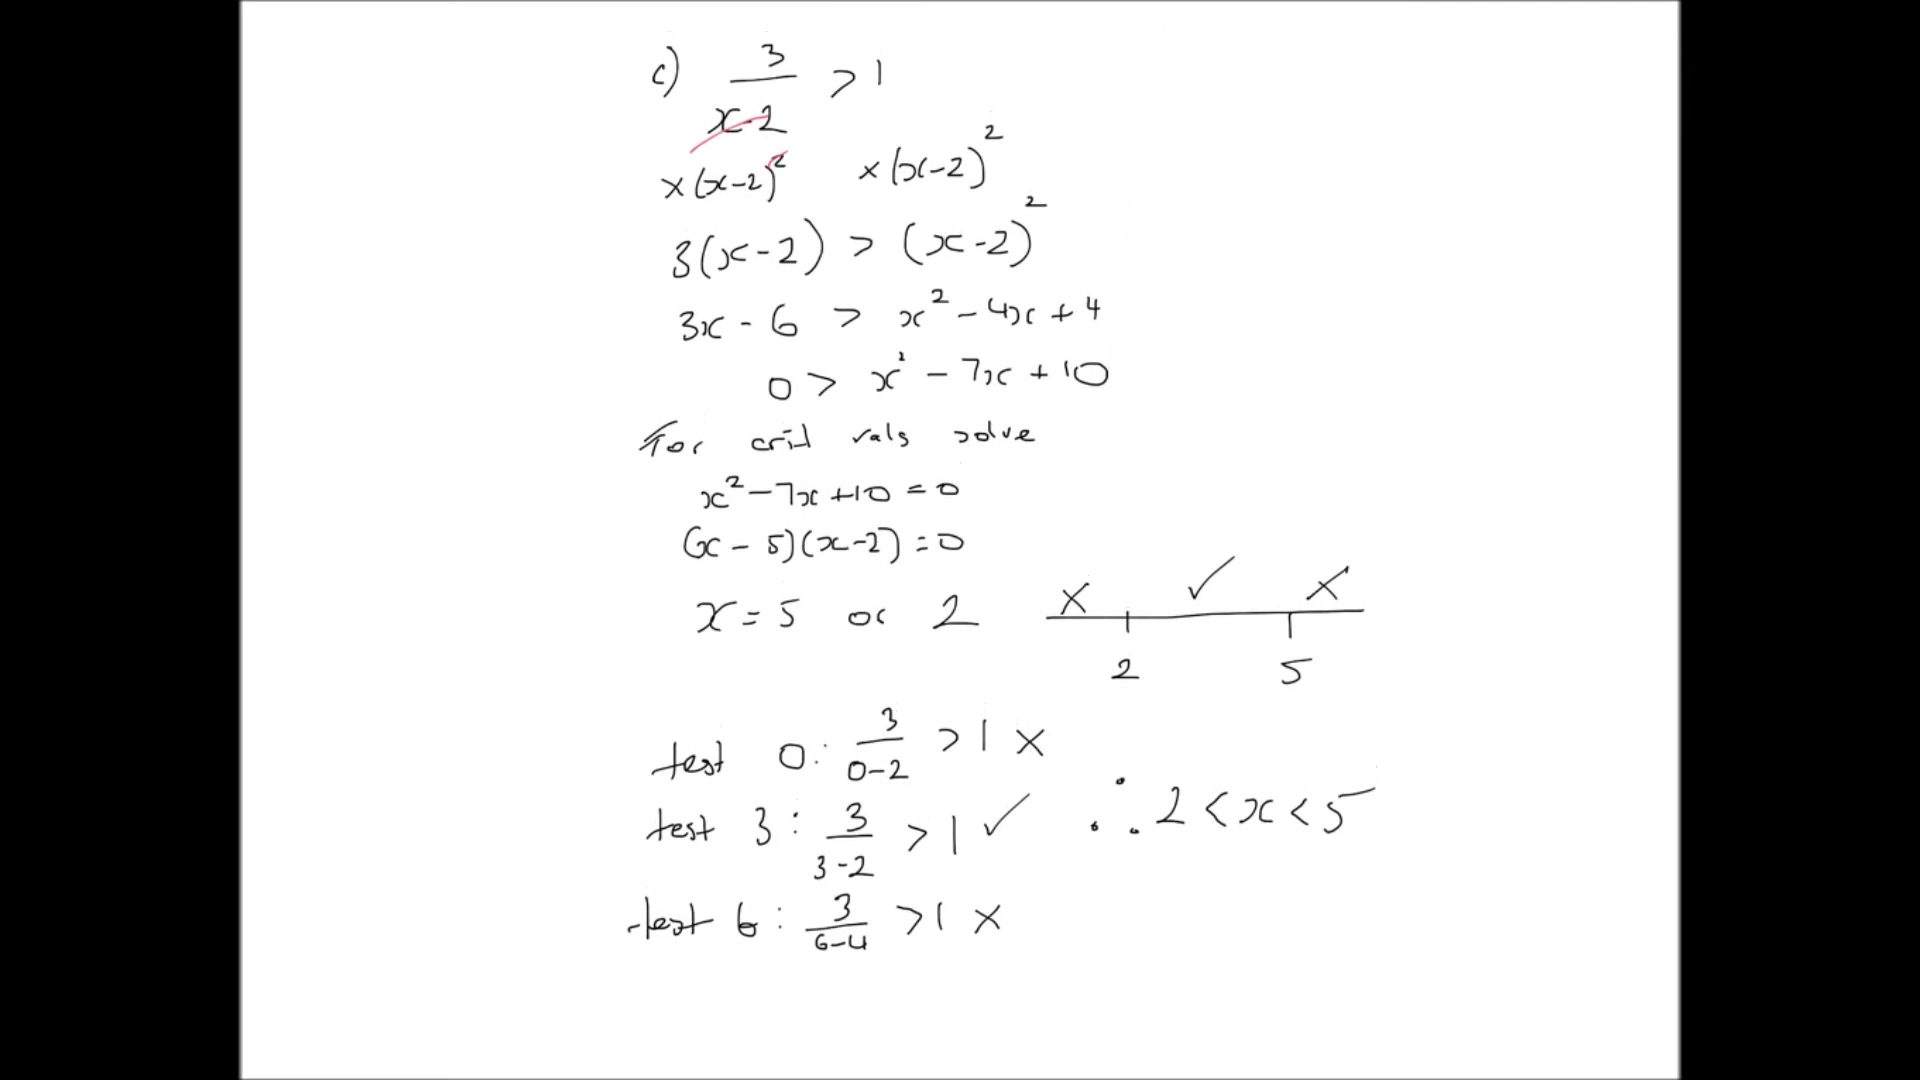 c) 3/(x-2) > 1
×(x-2)² ×(x-2)²
3(x-2) > (x-2)²
3x - 6 > x² - 4x + 4
0 > x² - 7x + 10
For crit vals solve
x² - 7x + 10 = 0
(x - 5)(x-2) = 0
x = 5 or 2
x ✓ x
2 5
test 0: 3/(0-2) > 1 x
test 3: 3/(3-2) > 1 ✓
∴ 2 < x < 5
test 6: 3/(6-4) > 1 x